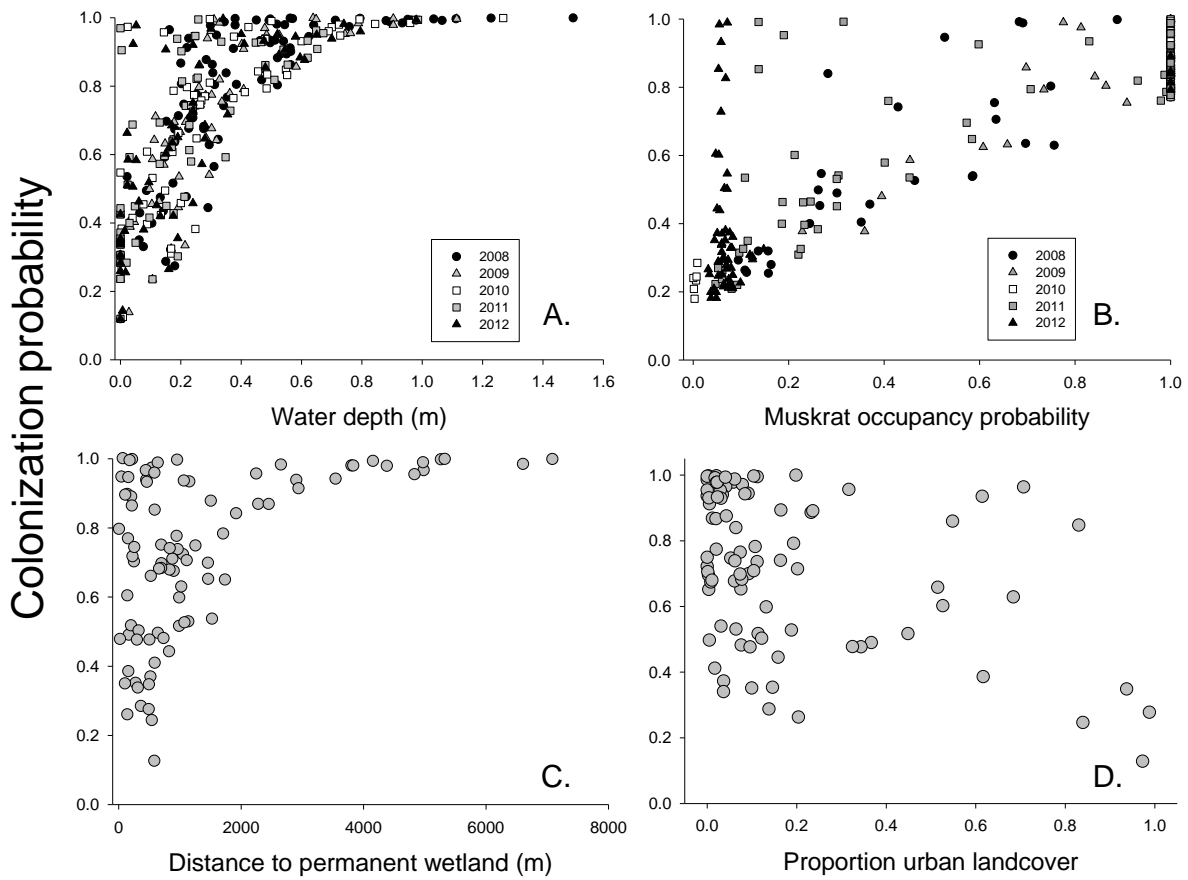 Colonization probability
1.0
0.8
0.6
0.4
0.2
0.0
0.0 0.2 0.4 0.6 0.8 1.0 1.2 1.4 1.6
Water depth (m)
2008
2009
2010
2011
2012
A.
1.0
0.8
0.6
0.4
0.2
0.0
0.0 0.2 0.4 0.6 0.8 1.0
Muskrat occupancy probability
2008
2009
2010
2011
2012
B.
1.0
0.8
0.6
0.4
0.2
0.0
0 2000 4000 6000 8000
Distance to permanent wetland (m)
C.
1.0
0.8
0.6
0.4
0.2
0.0
0.0 0.2 0.4 0.6 0.8 1.0
Proportion urban landcover
D.